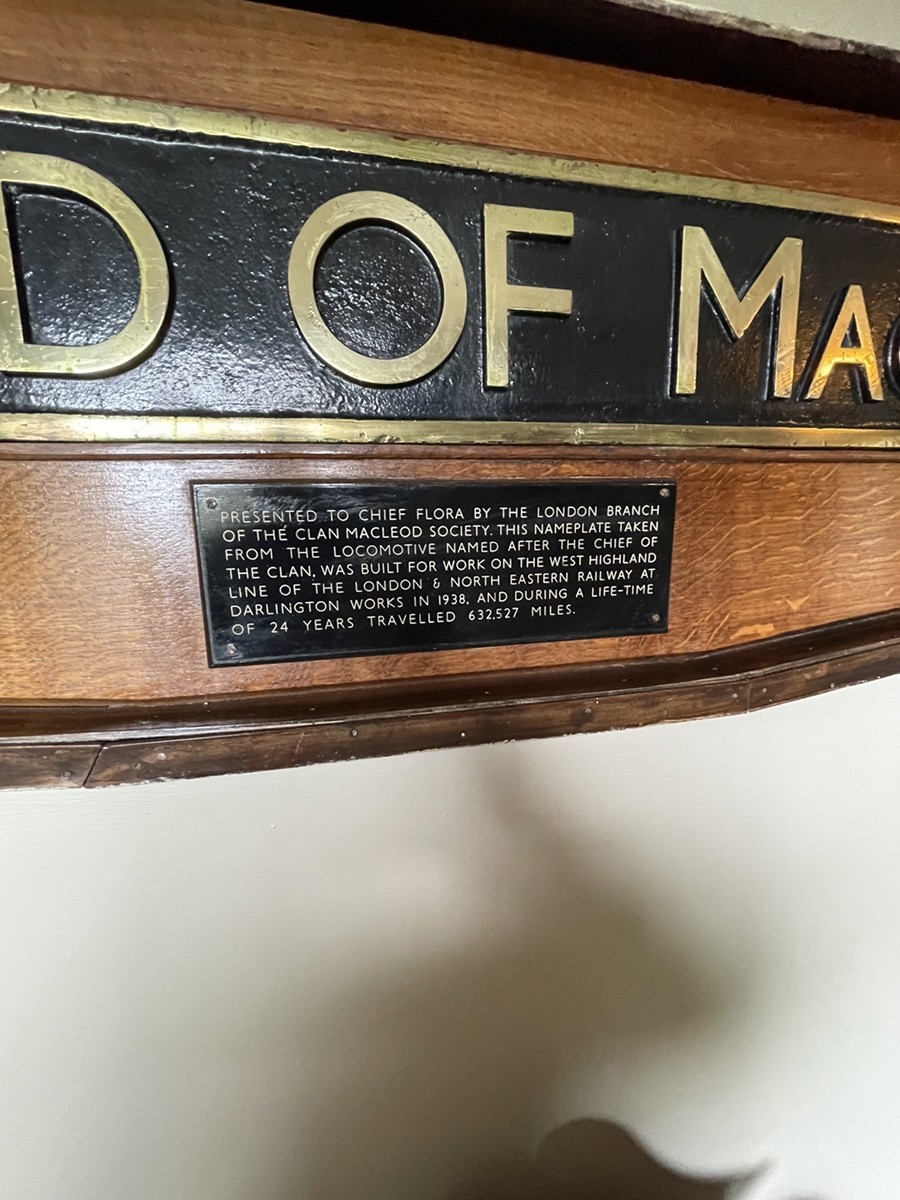 D OF MAC
PRESENTED TO CHIEF FLORA BY THE LONDON BRANCH
OF THE CLAN MACLEOD SOCIETY. THIS NAMEPLATE TAKEN
FROM THE LOCOMOTIVE NAMED AFTER THE CHIEF OF
THE CLAN, WAS BUILT FOR WORK ON THE WEST HIGHLAND
LINE OF THE LONDON & NORTH EASTERN RAILWAY AT
DARLINGTON WORKS IN 1938, AND DURING A LIFE-TIME
OF 24 YEARS TRAVELLED 632,527 MILES.